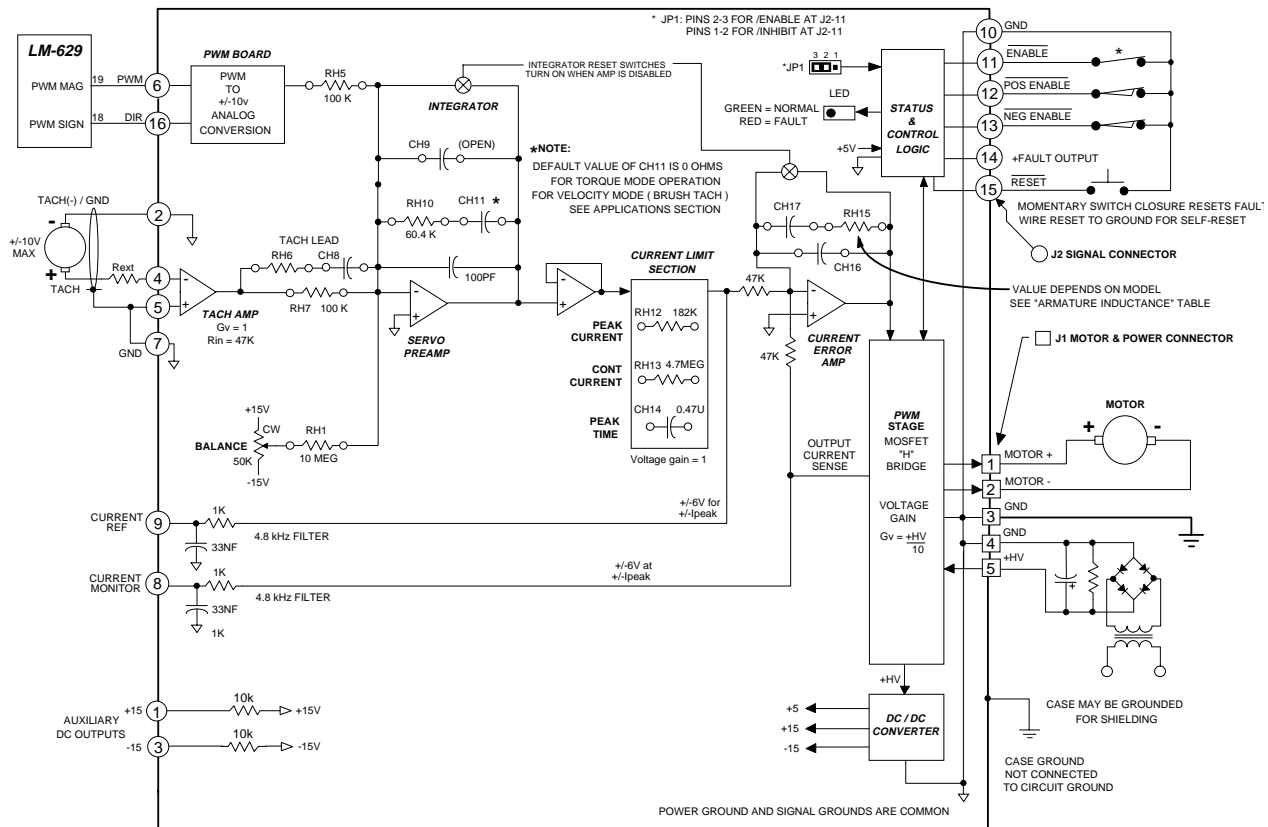 * JP1: PINS 2-3 FOR /ENABLE AT J2-11
PINS 1-2 FOR /INHIBIT AT J2-11
LM-629
PWM MAG
19
PWM
6
PWM SIGN
18
DIR
16
PWM BOARD
PWM
TO
+/-10v
ANALOG
CONVERSION
RH5
100 K
INTEGRATOR
INTEGRATOR RESET SWITCHES
TURN ON WHEN AMP IS DISABLED
CH9
(OPEN)
RH10
60.4 K
CH11
*
100PF
*NOTE:
DEFAULT VALUE OF CH11 IS 0 OHMS
FOR TORQUE MODE OPERATION
FOR VELOCITY MODE ( BRUSH TACH )
SEE APPLICATIONS SECTION
*JP1
3 2 1
LED
GREEN = NORMAL
RED = FAULT
+5V
STATUS
&
CONTROL
LOGIC
10
GND
11
ENABLE
*
12
POS ENABLE
13
NEG ENABLE
14
+FAULT OUTPUT
15
RESET
MOMENTARY SWITCH CLOSURE RESETS FAULT
WIRE RESET TO GROUND FOR SELF-RESET
J2 SIGNAL CONNECTOR
TACH(-) / GND
2
-
+/-10V
MAX
+
Rext
TACH
4
5
7
GND
-
+
TACH AMP
Gv = 1
Rin = 47K
TACH LEAD
RH6
CH8
RH7
100 K
-
+
SERVO
PREAMP
-
+
CURRENT LIMIT
SECTION
PEAK
CURRENT
RH12
182K
CONT
CURRENT
RH13
4.7MEG
PEAK
TIME
CH14
0.47U
Voltage gain = 1
CH17
RH15
CH16
47K
47K
-
+
CURRENT
ERROR
AMP
VALUE DEPENDS ON MODEL
SEE "ARMATURE INDUCTANCE" TABLE
J1 MOTOR & POWER CONNECTOR
+15V
CW
BALANCE
50K
-15V
RH1
10 MEG
OUTPUT
CURRENT
SENSE
PWM
STAGE
MOSFET
"H"
BRIDGE
VOLTAGE
GAIN
Gv = +HV
10
MOTOR
+
-
1
MOTOR +
2
MOTOR -
3
GND
4
GND
5
+HV
+
CURRENT
REF
9
1K
33NF
4.8 kHz FILTER
+/-6V for
+/-Ipeak
CURRENT
MONITOR
8
1K
33NF
1K
4.8 kHz FILTER
+/-6V at
+/-Ipeak
AUXILIARY
DC OUTPUTS
+15
1
10k
+15V
-15
3
10k
-15V
+HV
+5
+15
-15
DC / DC
CONVERTER
CASE MAY BE GROUNDED
FOR SHIELDING
CASE GROUND
NOT CONNECTED
TO CIRCUIT GROUND
POWER GROUND AND SIGNAL GROUNDS ARE COMMON